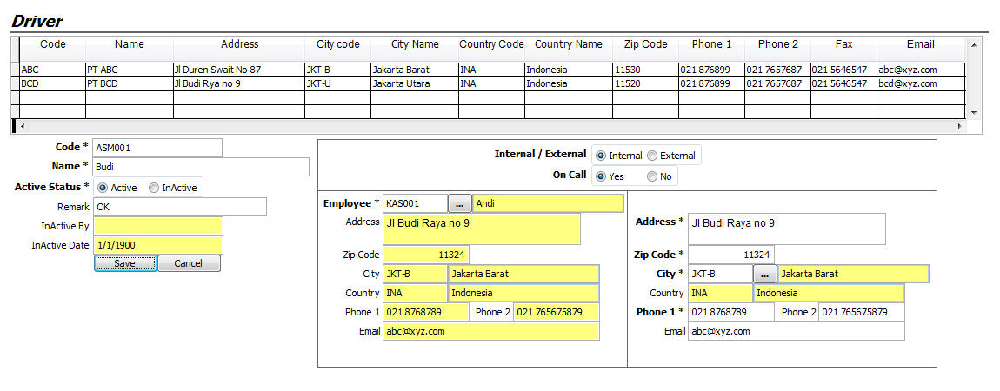 Driver
Code Name Address City code City Name Country Code Country Name Zip Code Phone 1 Phone 2 Fax Email
ABC PT ABC Jl Duren Swait No 87 JKT-B Jakarta Barat INA Indonesia 11530 021 876899 021 7657687 021 5646547 abc@xyz.com
BCD PT BCD Jl Budi Rya no 9 JKT-U Jakarta Utara INA Indonesia 11520 021 876899 021 7657687 021 5646547 bcd@xyz.com
Code * ASM001
Name * Budi
Active Status * Active InActive
Remark OK
InActive By
InActive Date 1/1/1900
Save Cancel
Internal / External Internal External
On Call Yes No
Employee * KAS001 ... Andi
Address Jl Budi Raya no 9
Zip Code 11324
City JKT-B Jakarta Barat
Country INA Indonesia
Phone 1 021 8768789 Phone 2 021 765675879
Email abc@xyz.com
Address * Jl Budi Raya no 9
Zip Code * 11324
City * JKT-B ... Jakarta Barat
Country INA Indonesia
Phone 1 * 021 8768789 Phone 2 021 765675879
Email abc@xyz.com